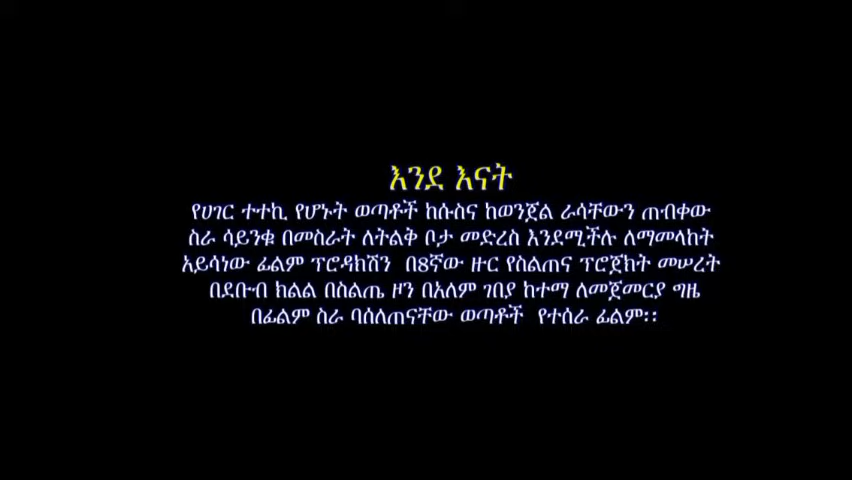 እንደ እናት
የሀገር ተተኪ የሆኑት ወጣቶች ከሱስና ከወንጀል ራሳቸውን ጠብቀው
ስራ ሳይንቁ በመስራት ለትልቅ ቦታ መድረስ እንደሚችሉ ለማመላከት
አይሳነው ፊልም ፕሮዳክሽን በ8ኛው ዙር የስልጠና ፕሮጀክት መሠረት
በደቡብ ክልል በስልጤ ዞን በአለም ገበያ ከተማ ለመጀመርያ ግዜ
በፊልም ስራ ባሰለጠናቸው ወጣቶች የተሰራ ፊልም፡፡